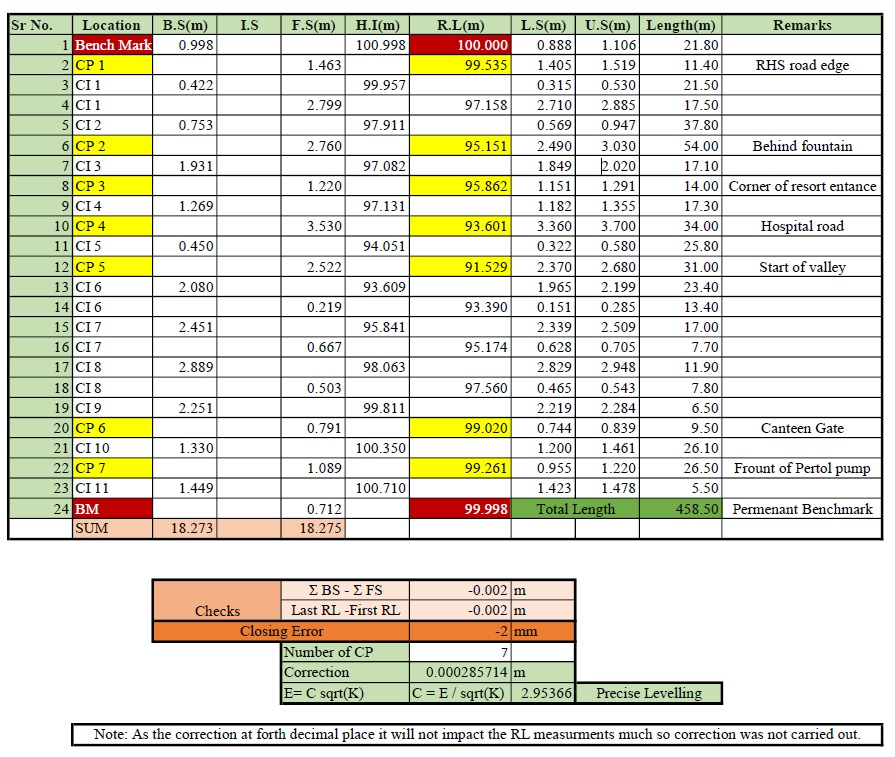 Sr No. Location B.S(m) I.S F.S(m) H.I(m) R.L(m) L.S(m) U.S(m) Length(m) Remarks
1 Bench Mark 0.998 100.998 100.000 0.888 1.106 21.80
2 CP 1 1.463 99.535 1.405 1.519 11.40 RHS road edge
3 CI 1 0.422 99.957 0.315 0.530 21.50
4 CI 1 2.799 97.158 2.710 2.885 17.50
5 CI 2 0.753 97.911 0.569 0.947 37.80
6 CP 2 2.760 95.151 2.490 3.030 54.00 Behind fountain
7 CI 3 1.931 97.082 1.849 2.020 17.10
8 CP 3 1.220 95.862 1.151 1.291 14.00 Corner of resort entance
9 CI 4 1.269 97.131 1.182 1.355 17.30
10 CP 4 3.530 93.601 3.360 3.700 34.00 Hospital road
11 CI 5 0.450 94.051 0.322 0.580 25.80
12 CP 5 2.522 91.529 2.370 2.680 31.00 Start of valley
13 CI 6 2.080 93.609 1.965 2.199 23.40
14 CI 6 0.219 93.390 0.151 0.285 13.40
15 CI 7 2.451 95.841 2.339 2.509 17.00
16 CI 7 0.667 95.174 0.628 0.705 7.70
17 CI 8 2.889 98.063 2.829 2.948 11.90
18 CI 8 0.503 97.560 0.465 0.543 7.80
19 CI 9 2.251 99.811 2.219 2.284 6.50
20 CP 6 0.791 99.020 0.744 0.839 9.50 Canteen Gate
21 CI 10 1.330 100.350 1.200 1.461 26.10
22 CP 7 1.089 99.261 0.955 1.220 26.50 Frount of Pertol pump
23 CI 11 1.449 100.710 1.423 1.478 5.50
24 BM 0.712 99.998 Total Length 458.50 Permenant Benchmark
SUM 18.273 18.275
Σ BS - Σ FS -0.002 m
Checks Last RL -First RL -0.002 m
Closing Error -2 mm
Number of CP 7
Correction 0.000285714 m
E= C sqrt(K) C = E / sqrt(K) 2.95366 Precise Levelling
Note: As the correction at forth decimal place it will not impact the RL measurments much so correction was not carried out.